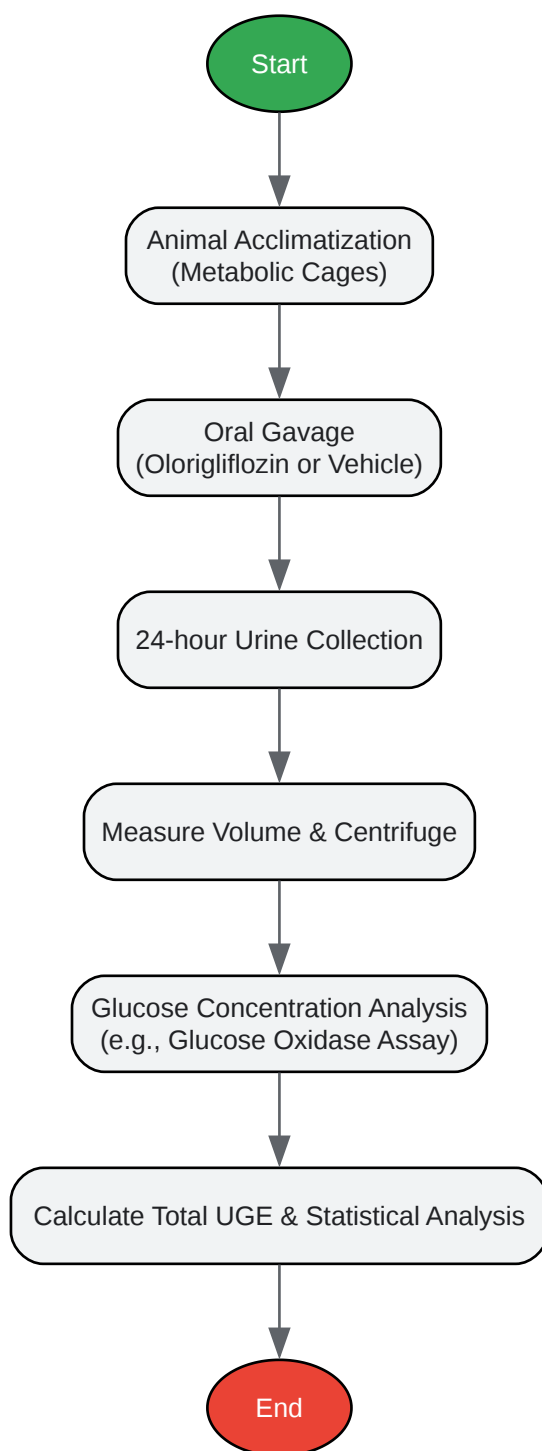 Start
Animal Acclimatization
(Metabolic Cages)
Oral Gavage
(Olorigliflozin or Vehicle)
24-hour Urine Collection
Measure Volume & Centrifuge
Glucose Concentration Analysis
(e.g., Glucose Oxidase Assay)
Calculate Total UGE & Statistical Analysis
End